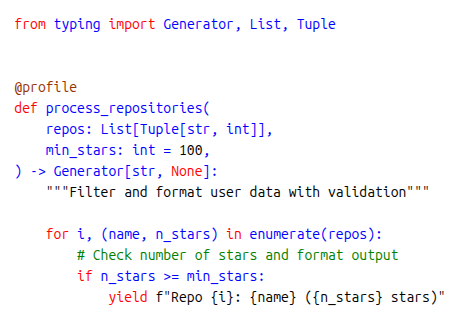 from typing import Generator, List, Tuple


@profile
def process_repositories(
    repos: List[Tuple[str, int]],
    min_stars: int = 100,
) -> Generator[str, None]:
    """Filter and format user data with validation"""

    for i, (name, n_stars) in enumerate(repos):
        # Check number of stars and format output
        if n_stars >= min_stars:
            yield f"Repo {i}: {name} ({n_stars} stars)"